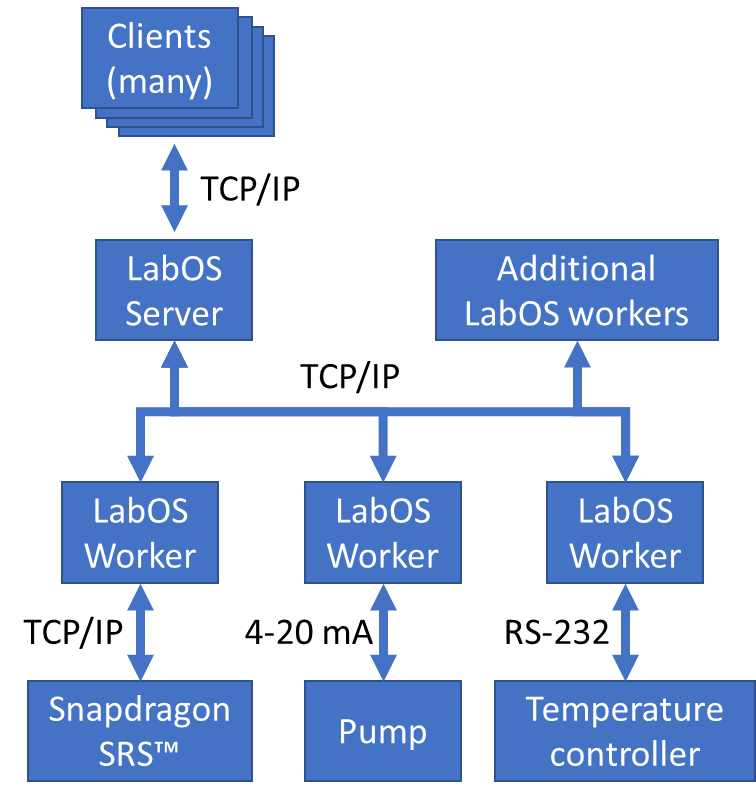 Clients
(many)
TCP/IP
LabOS
Server
Additional
LabOS workers
TCP/IP
LabOS
Worker
LabOS
Worker
LabOS
Worker
TCP/IP
4-20 mA
RS-232
Snapdragon
SRS™
Pump
Temperature
controller